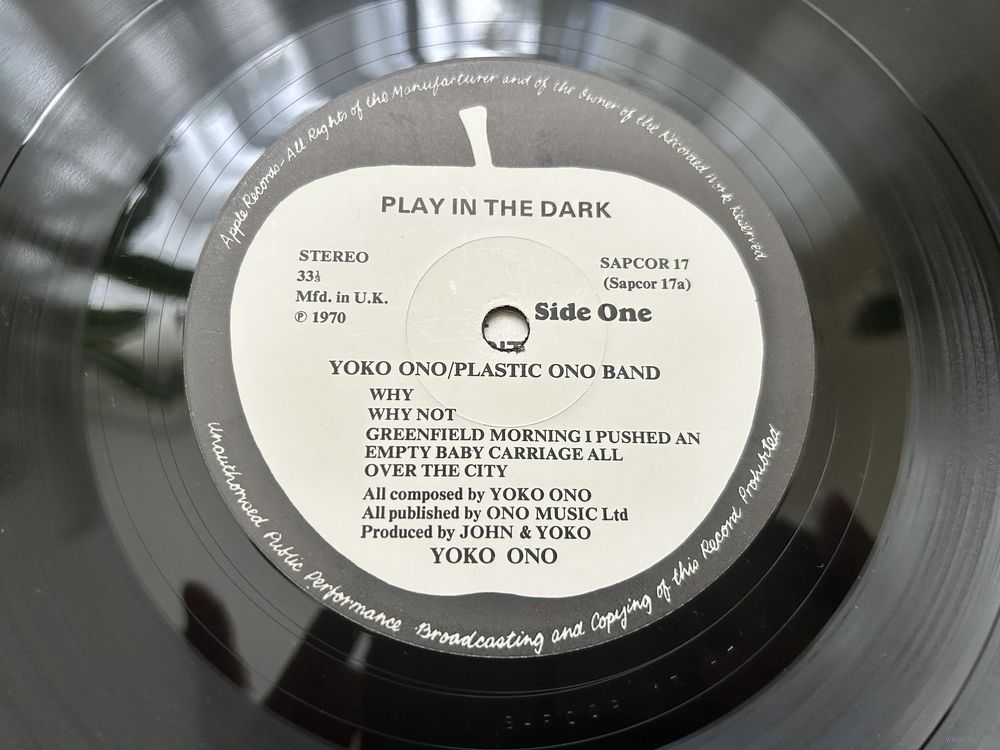 Apple Records - All Rights of the Manufacturer and of the Owner of the Recorded Work Reserved
PLAY IN THE DARK
STEREO
33⅓
Mfd. in U.K.
℗ 1970
SAPCOR 17
(Sapcor 17a)
Side One
YOKO ONO/PLASTIC ONO BAND
WHY
WHY NOT
GREENFIELD MORNING I PUSHED AN
EMPTY BABY CARRIAGE ALL
OVER THE CITY
All composed by YOKO ONO
All published by ONO MUSIC Ltd
Produced by JOHN & YOKO
YOKO ONO
Unauthorised Public Performance Broadcasting and Copying of this Record Prohibited
SAPCOR 17